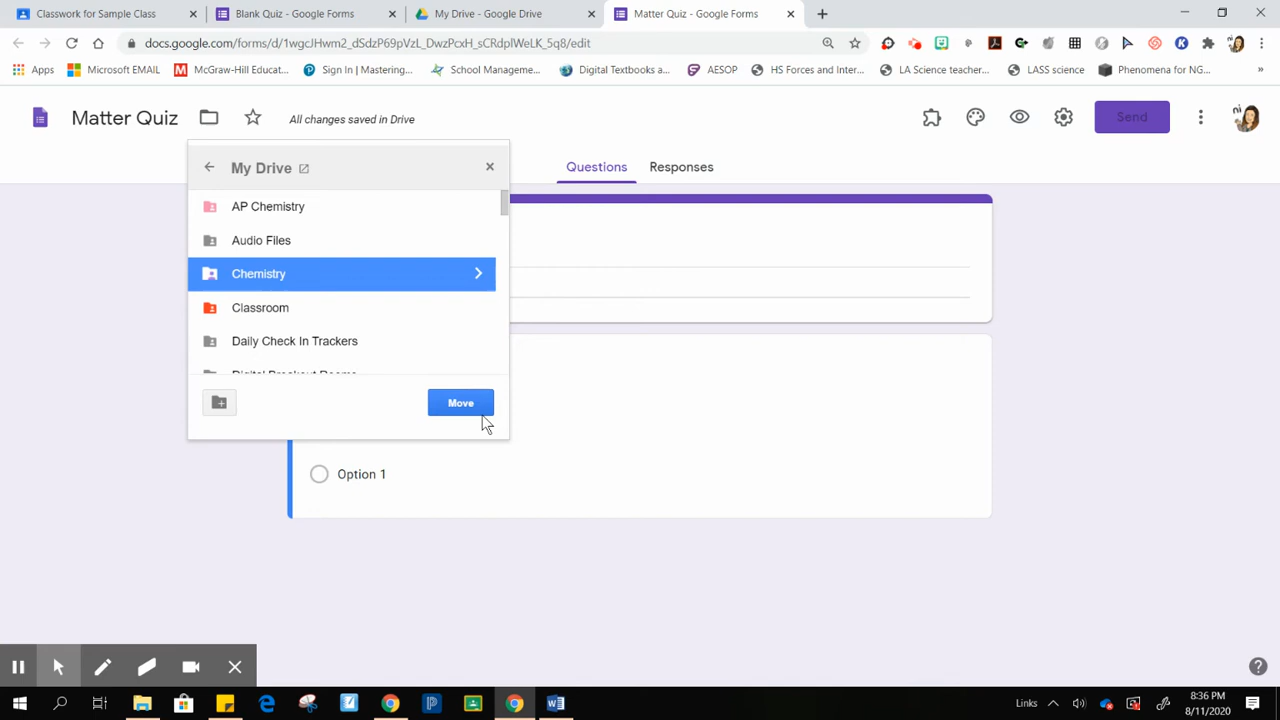 Classwork for Sample Class
Blank Quiz - Google Forms
My Drive - Google Drive
Matter Quiz - Google Forms
docs.google.com/forms/d/1wgcJHwm2_dSdzP69pVzL_DwzPcxH_sCRdplWeLK_5q8/edit
Apps
Microsoft EMAIL
McGraw-Hill Educat...
Sign In | Mastering...
School Manageme...
Digital Textbooks a...
AESOP
HS Forces and Inter...
LA Science teacher...
LASS science
Phenomena for NG...
»
Matter Quiz
All changes saved in Drive
Send
My Drive
Questions
Responses
AP Chemistry
Audio Files
Chemistry
Classroom
Daily Check In Trackers
Digital Breakout Rooms
Move
Option 1
Links
8:36 PM
8/11/2020